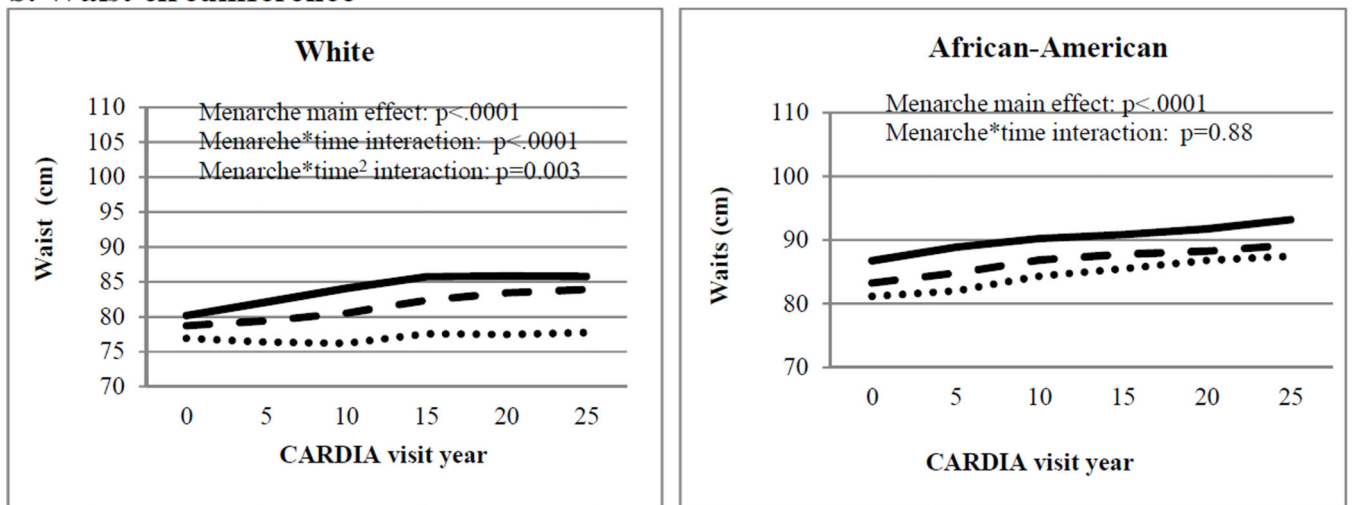 White
Menarche main effect: p<.0001
Menarche*time interaction: p<.0001
Menarche*time² interaction: p=0.003
110
105
100
95
90
85
80
75
70
Waist (cm)
0 5 10 15 20 25
CARDIA visit year
African-American
Menarche main effect: p<.0001
Menarche*time interaction: p=0.88
110
100
90
80
70
Waits (cm)
0 5 10 15 20 25
CARDIA visit year